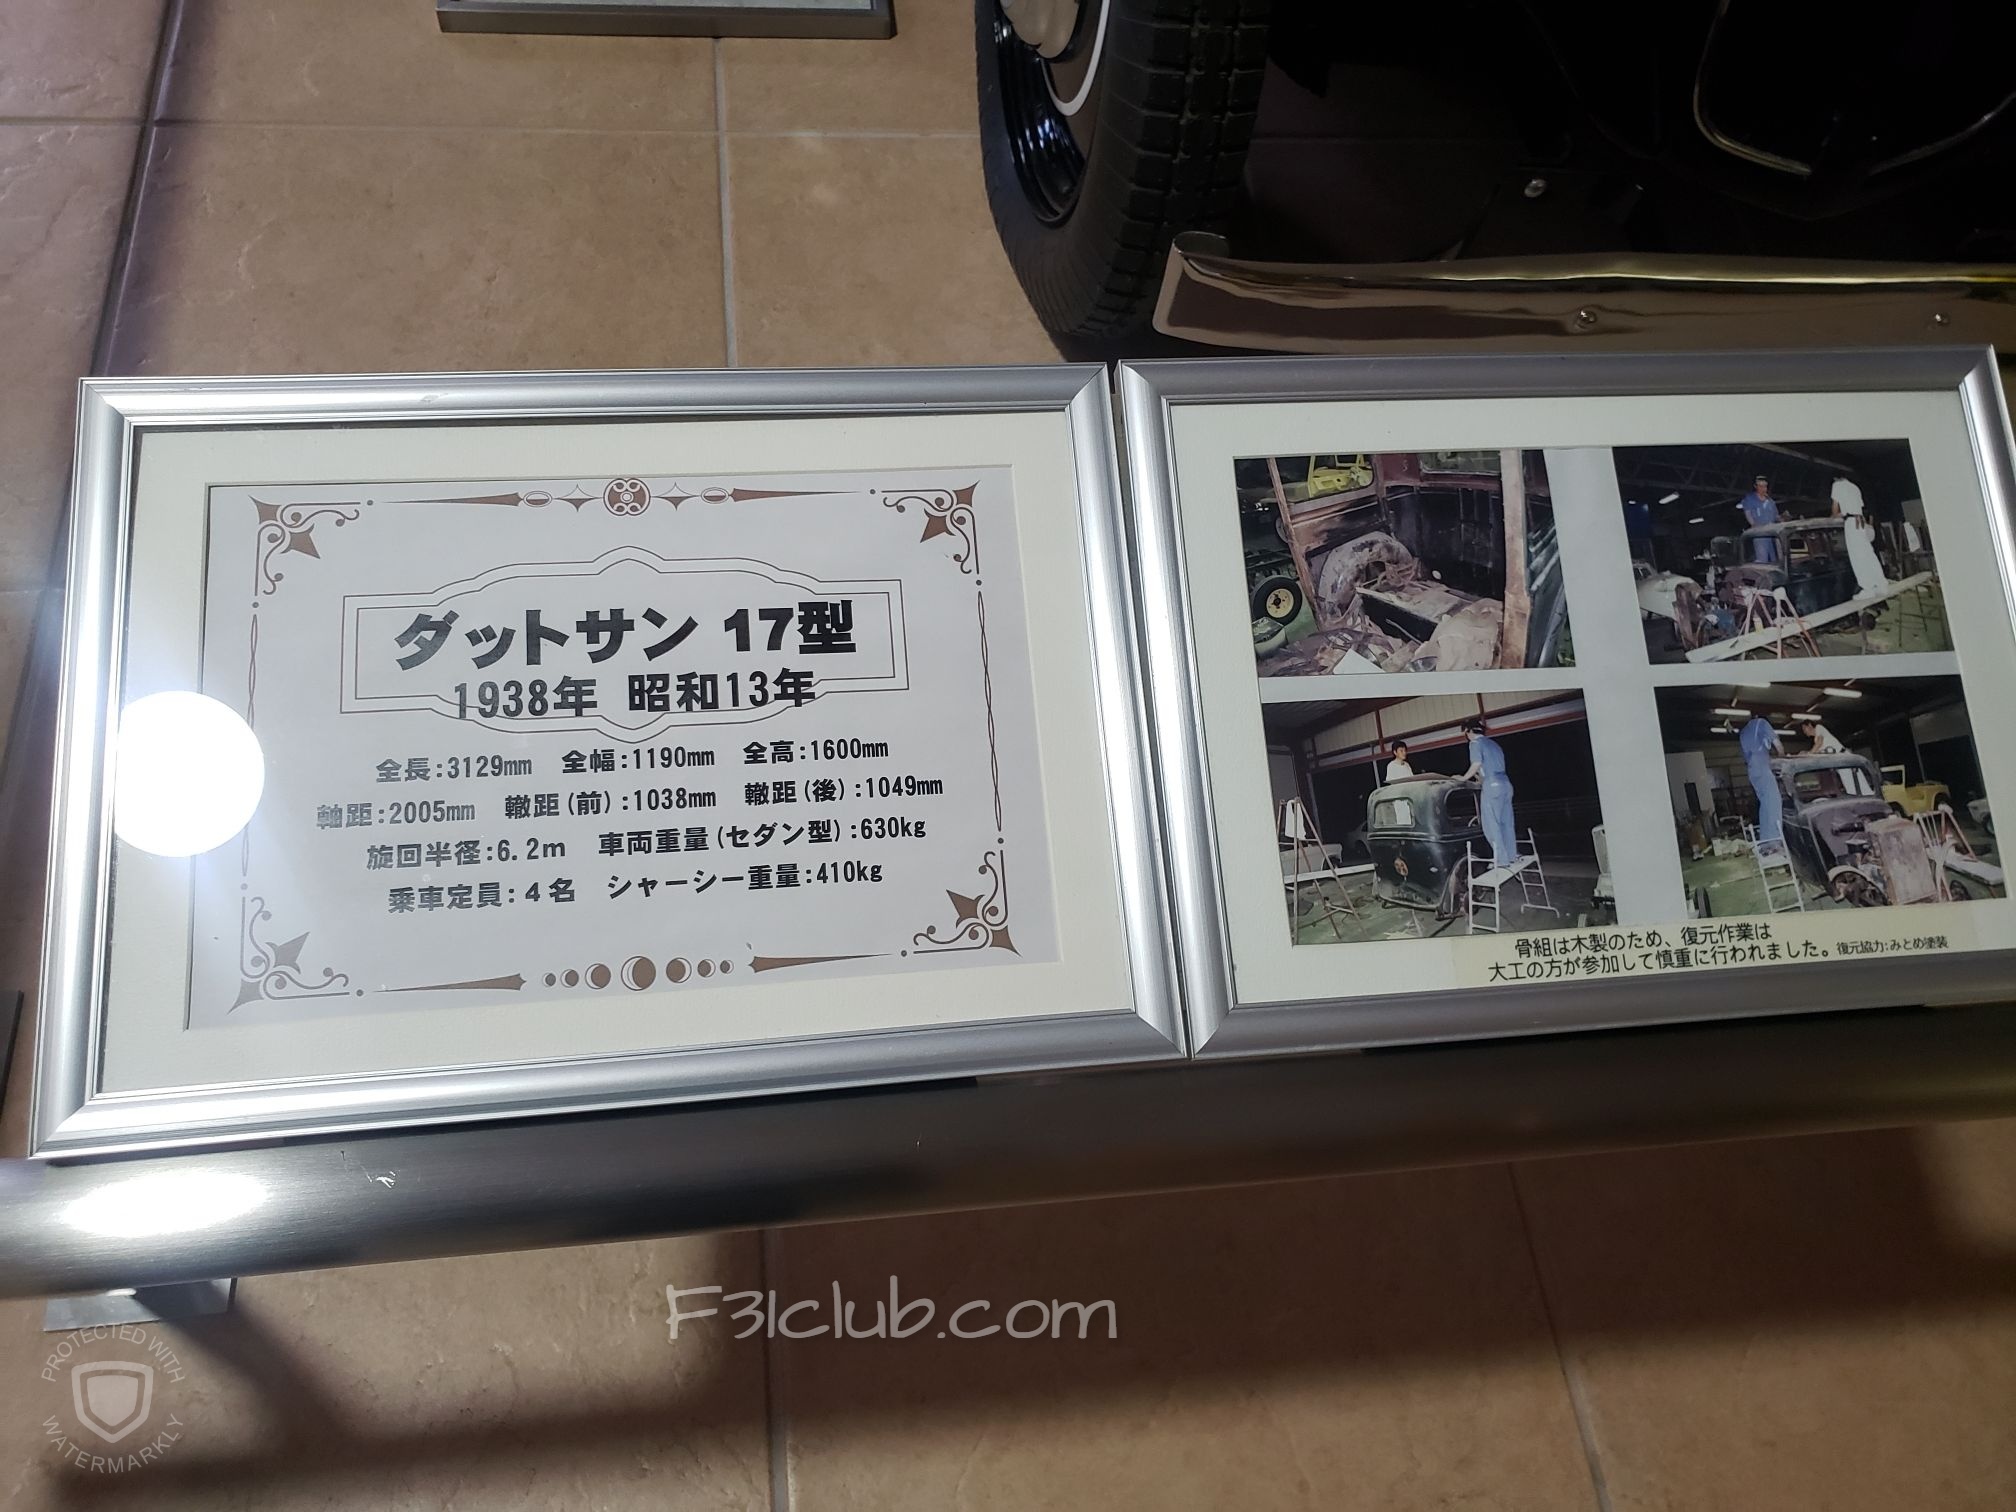 ダットサン 17型
1938年 昭和13年
全長:3129mm 全幅:1190mm 全高:1600mm
軸距:2005mm 轍距(前):1038mm 轍距(後):1049mm
旋回半径:6.2m 車両重量(セダン型):630kg
乗車定員:4名 シャーシー重量:410kg
骨組は木製のため、復元作業は
大工の方が参加して慎重に行われました。復元協力:みとめ塗装
F31club.com
PROTECTED WITH
WATERMARKLY